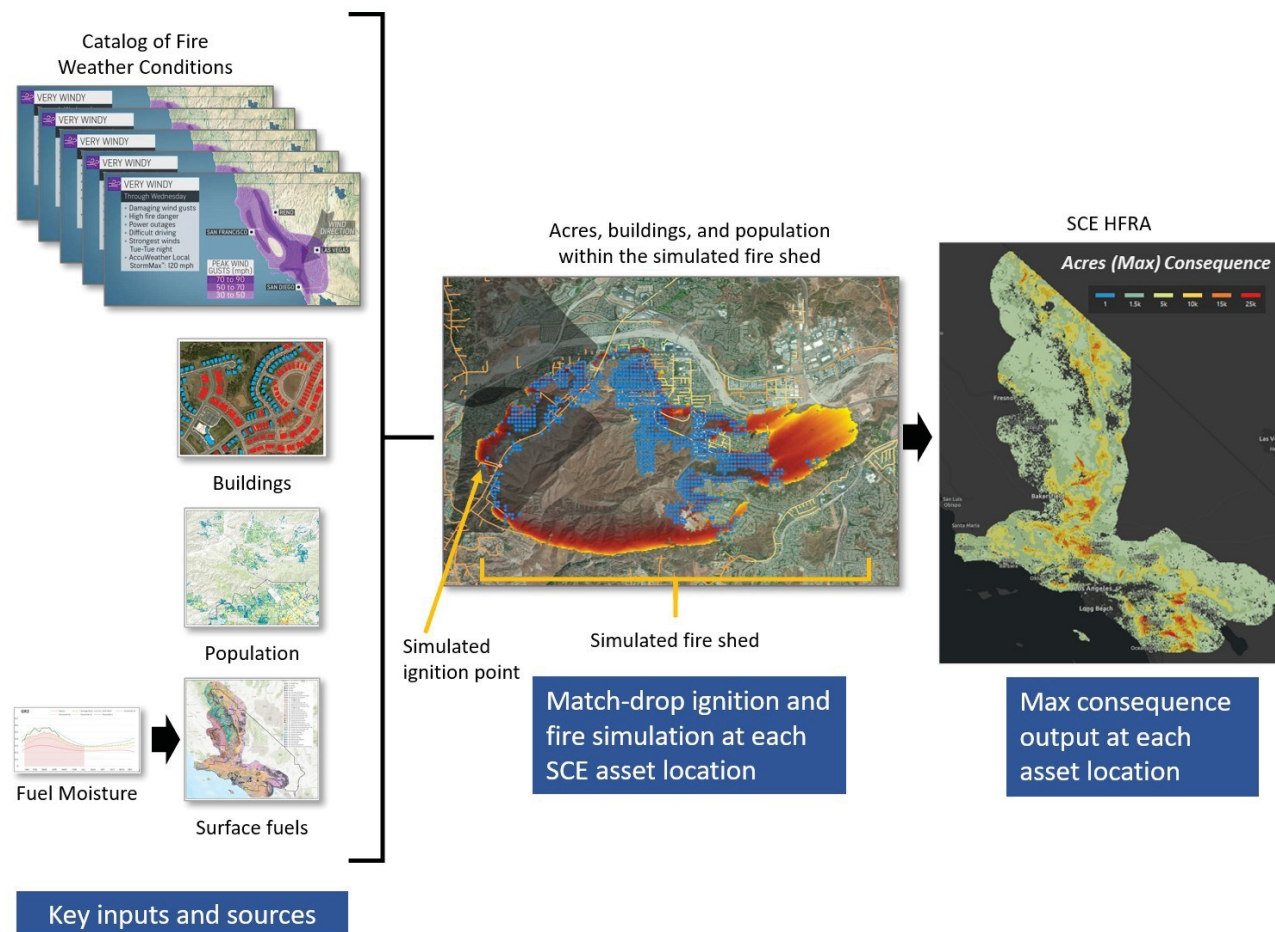 Catalog of Fire
Weather Conditions
VERY WINDY
VERY WINDY
VERY WINDY
VERY WINDY
VERY WINDY
Through Wednesday
- Damaging wind gusts
- High fire danger
- Power outages
- Difficult driving
- Strongest winds
Tue-Tue night
- AccuWeather Local
StormMax™: 120 mph
RENO
SAN FRANCISCO
WIND
DIRECTION
LAS VEGAS
SAN DIEGO
PEAK WIND
GUSTS (mph)
70 to 90
50 to 70
30 to 50
Buildings
Population
Fuel Moisture
Surface fuels
Key inputs and sources
Acres, buildings, and population
within the simulated fire shed
Simulated
ignition point
Simulated fire shed
Match-drop ignition and
fire simulation at each
SCE asset location
SCE HFRA
Acres (Max) Consequence
1 1.5k 5k 10k 15k 25k
Fresno
Las Ve
San Luis
Obispo
Santa Maria
Long Beach
Max consequence
output at each
asset location